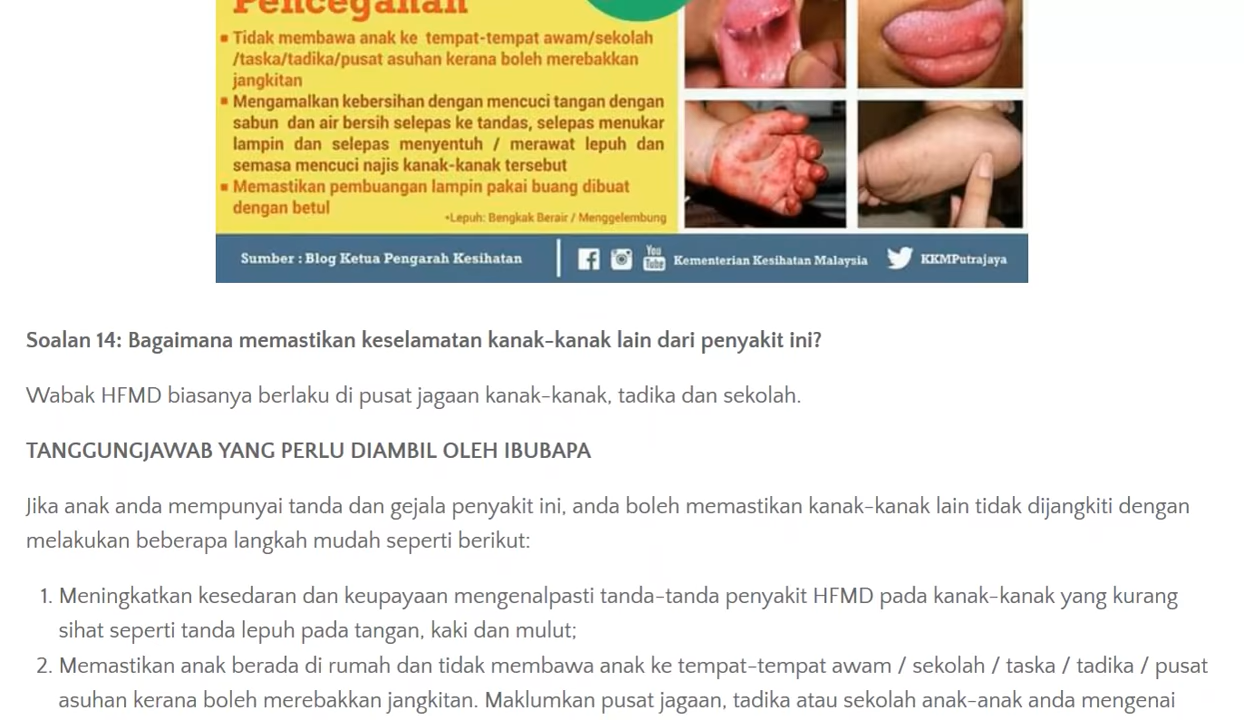 Pencegahan
▪ Tidak membawa anak ke tempat-tempat awam/sekolah
/taska/tadika/pusat asuhan kerana boleh merebakkan
jangkitan
▪ Mengamalkan kebersihan dengan mencuci tangan dengan
sabun dan air bersih selepas ke tandas, selepas menukar
lampin dan selepas menyentuh / merawat lepuh dan
semasa mencuci najis kanak-kanak tersebut
▪ Memastikan pembuangan lampin pakai buang dibuat
dengan betul
*Lepuh: Bengkak Berair / Menggelembung
Sumber : Blog Ketua Pengarah Kesihatan
You
Tube
Kementerian Kesihatan Malaysia
KKMPutrajaya
Soalan 14: Bagaimana memastikan keselamatan kanak-kanak lain dari penyakit ini?
Wabak HFMD biasanya berlaku di pusat jagaan kanak-kanak, tadika dan sekolah.
TANGGUNGJAWAB YANG PERLU DIAMBIL OLEH IBUBAPA
Jika anak anda mempunyai tanda dan gejala penyakit ini, anda boleh memastikan kanak-kanak lain tidak dijangkiti dengan
melakukan beberapa langkah mudah seperti berikut:
1. Meningkatkan kesedaran dan keupayaan mengenalpasti tanda-tanda penyakit HFMD pada kanak-kanak yang kurang
sihat seperti tanda lepuh pada tangan, kaki dan mulut;
2. Memastikan anak berada di rumah dan tidak membawa anak ke tempat-tempat awam / sekolah / taska / tadika / pusat
asuhan kerana boleh merebakkan jangkitan. Maklumkan pusat jagaan, tadika atau sekolah anak-anak anda mengenai